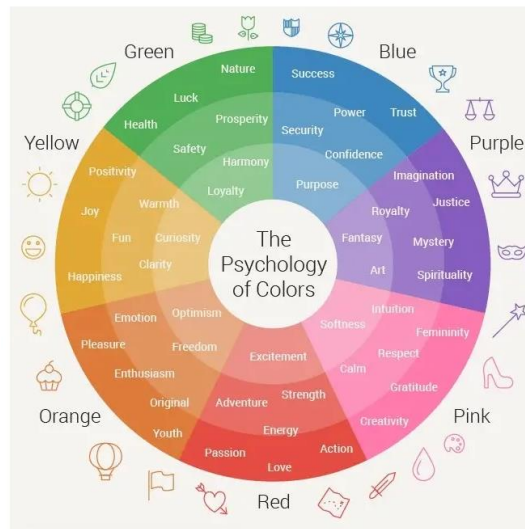 Green
Nature
Luck
Health
Prosperity
Safety
Harmony
Loyalty
Blue
Success
Power
Trust
Security
Confidence
Purpose
Purple
Imagination
Justice
Royalty
Mystery
Fantasy
Art
Spirituality
Yellow
Positivity
Joy
Warmth
Fun
Curiosity
Clarity
Happiness
The
Psychology
of Colors
Orange
Emotion
Optimism
Pleasure
Freedom
Enthusiasm
Original
Youth
Red
Excitement
Adventure
Strength
Energy
Passion
Love
Action
Pink
Softness
Intuition
Femininity
Calm
Respect
Gratitude
Creativity